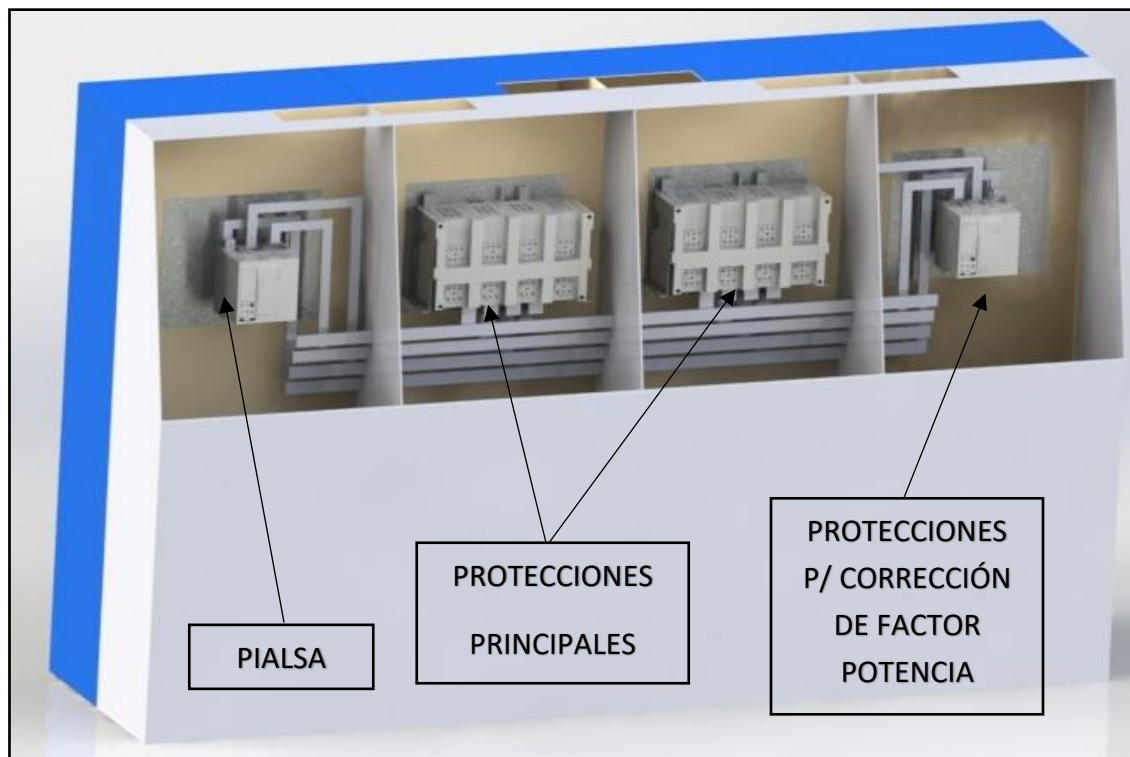 PIALSA
PROTECCIONES
PRINCIPALES
PROTECCIONES
P/ CORRECCIÓN
DE FACTOR
POTENCIA